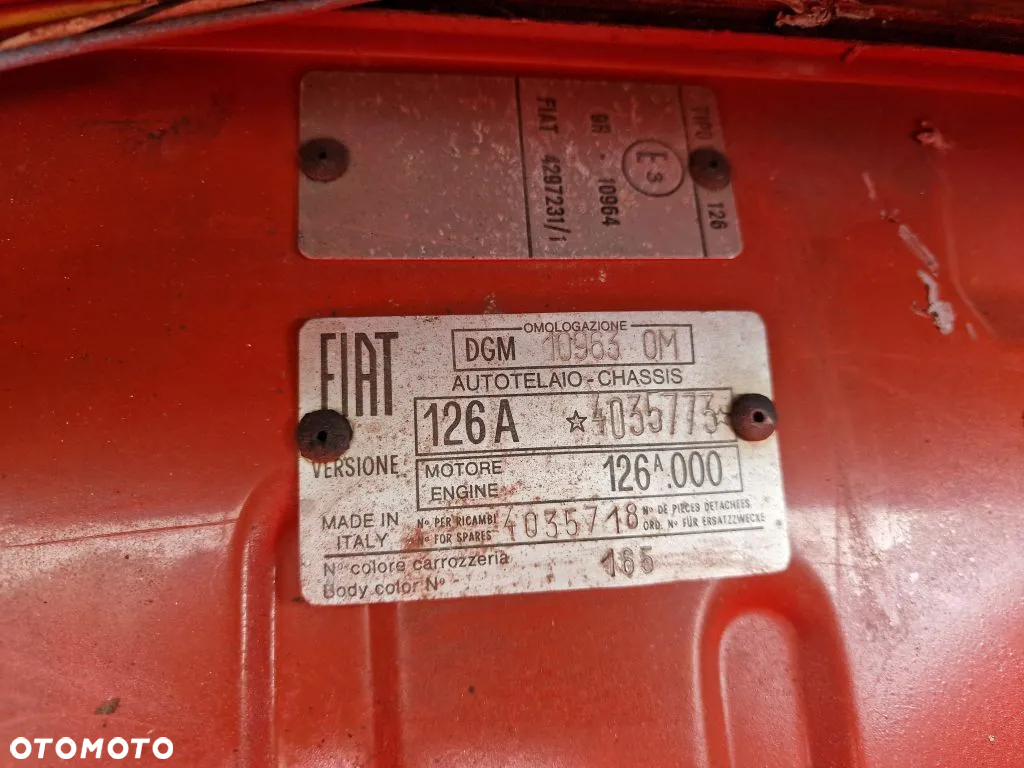 TIPO 126
E3
9R - 10964
FIAT 4297231/1
FIAT
OMOLOGAZIONE
DGM 10963 OM
AUTOTELAIO-CHASSIS
126 A ☆4035773
VERSIONE
MOTORE
ENGINE
126A.000
MADE IN
ITALY
No. PER RICAMBI
No FOR SPARES
4035718
No DE PIECES DETACHEES
ORD. No FÜR ERSATZZWECKE
No colore carrozzeria
Body color No
165
OTOMOTO